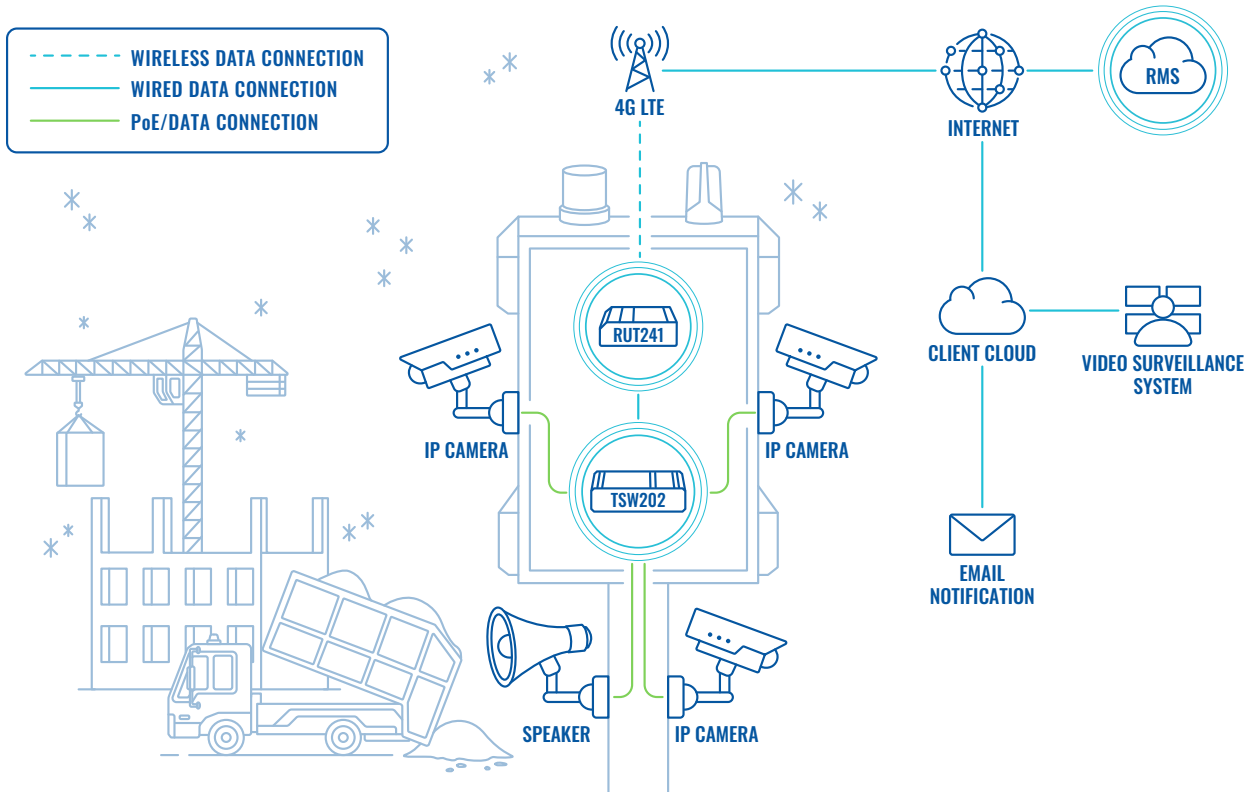 WIRELESS DATA CONNECTION
WIRED DATA CONNECTION
PoE/DATA CONNECTION
4G LTE
INTERNET
RMS
RUT241
IP CAMERA
IP CAMERA
TSW202
CLIENT CLOUD
VIDEO SURVEILLANCE
SYSTEM
EMAIL
NOTIFICATION
SPEAKER
IP CAMERA